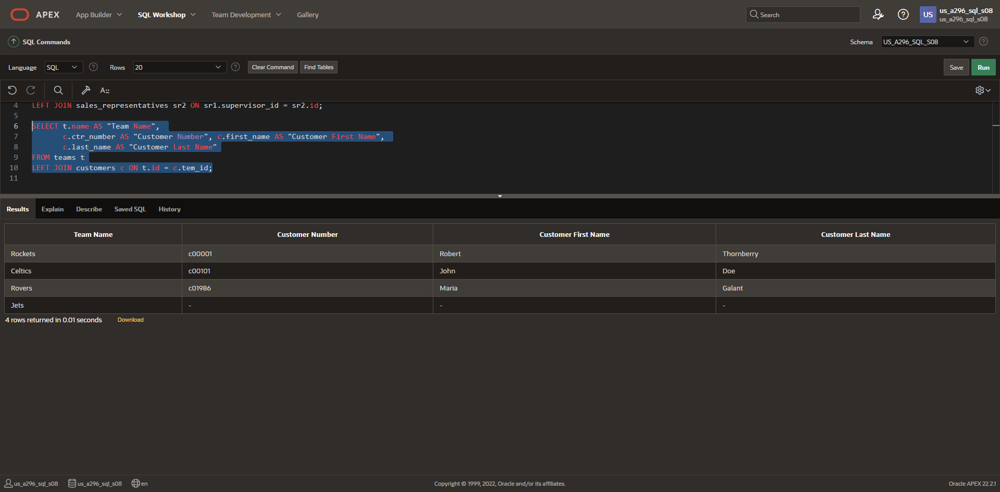 APEX App Builder SQL Workshop Team Development Gallery Search US us_a296_sql_s08
us_a296_sql_s08
SQL Commands Schema US_A296_SQL_S08
Language SQL Rows 20 Clear Command Find Tables Save Run
A
4 LEFT JOIN sales_representatives sr2 ON sr1.supervisor_id = sr2.id;
5
6 SELECT t.name AS "Team Name",
7 c.ctr_number AS "Customer Number", c.first_name AS "Customer First Name",
8 c.last_name AS "Customer Last Name"
9 FROM teams t
10 LEFT JOIN customers c ON t.id = c.tem_id;
11
Results Explain Describe Saved SQL History
Team Name Customer Number Customer First Name Customer Last Name
Rockets c00001 Robert Thornberry
Celtics c00101 John Doe
Rovers c01986 Maria Galant
Jets - - -
4 rows returned in 0.01 seconds Download
us_a296_sql_s08 us_a296_sql_s08 en Copyright © 1999, 2022, Oracle and/or its affiliates. Oracle APEX 22.2.1